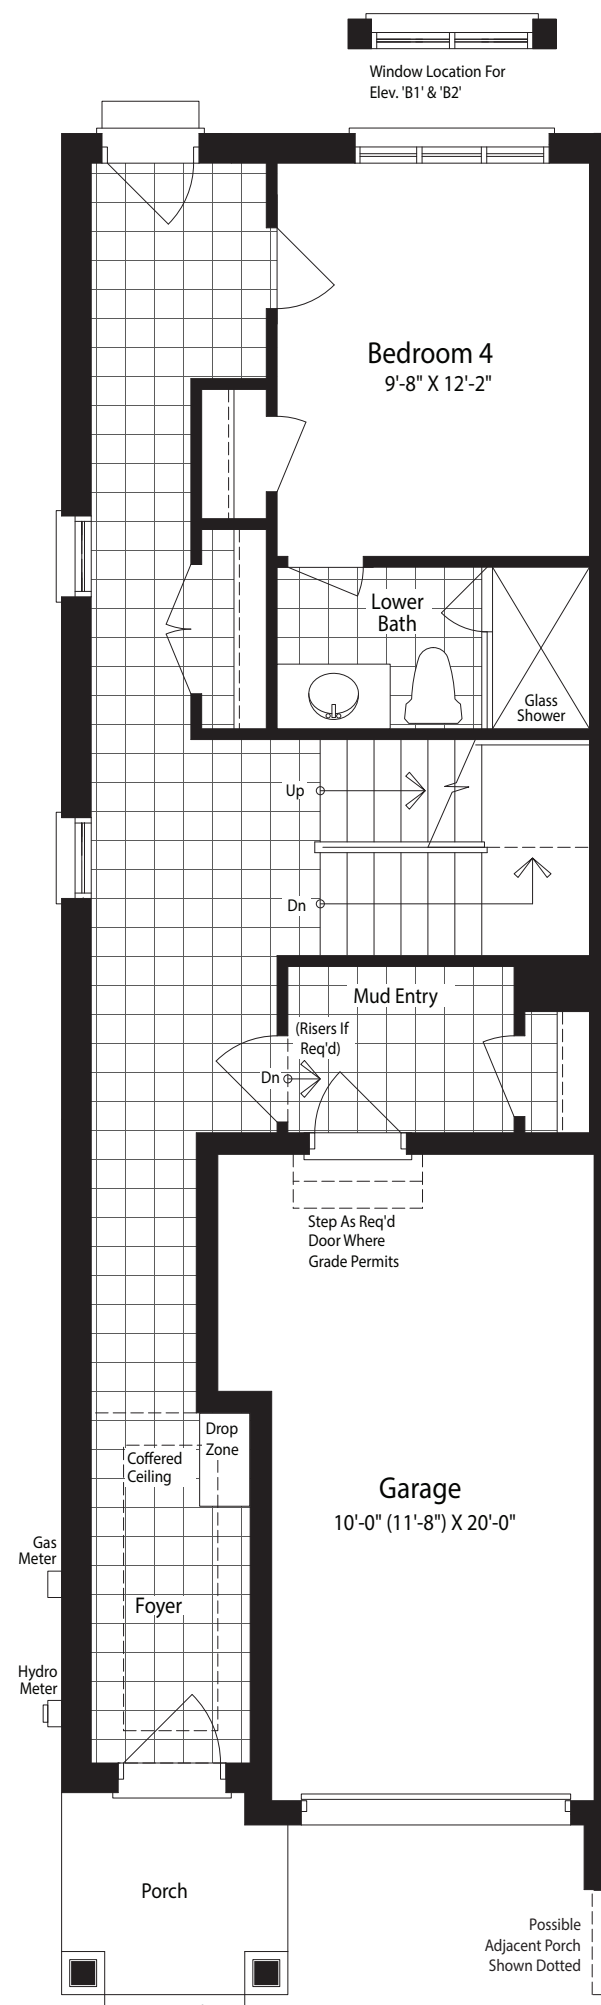 Window Location For
Elev. 'B1' & 'B2'
Bedroom 4
9'-8" X 12'-2"
Lower
Bath
Glass
Shower
Up
Dn
Mud Entry
(Risers If
Req'd)
Dn
Step As Req'd
Door Where
Grade Permits
Drop
Zone
Coffered
Ceiling
Garage
10'-0" (11'-8") X 20'-0"
Gas
Meter
Foyer
Hydro
Meter
Porch
Possible
Adjacent Porch
Shown Dotted